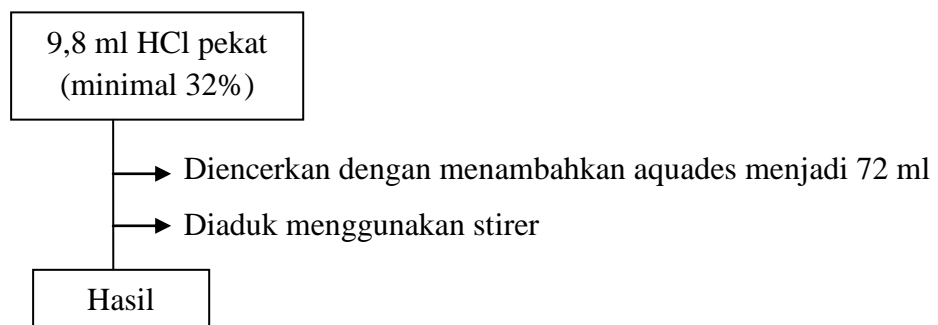 9,8 ml HCl pekat
(minimal 32%)
Diencerkan dengan menambahkan aquades menjadi 72 ml
Diaduk menggunakan stirer
Hasil